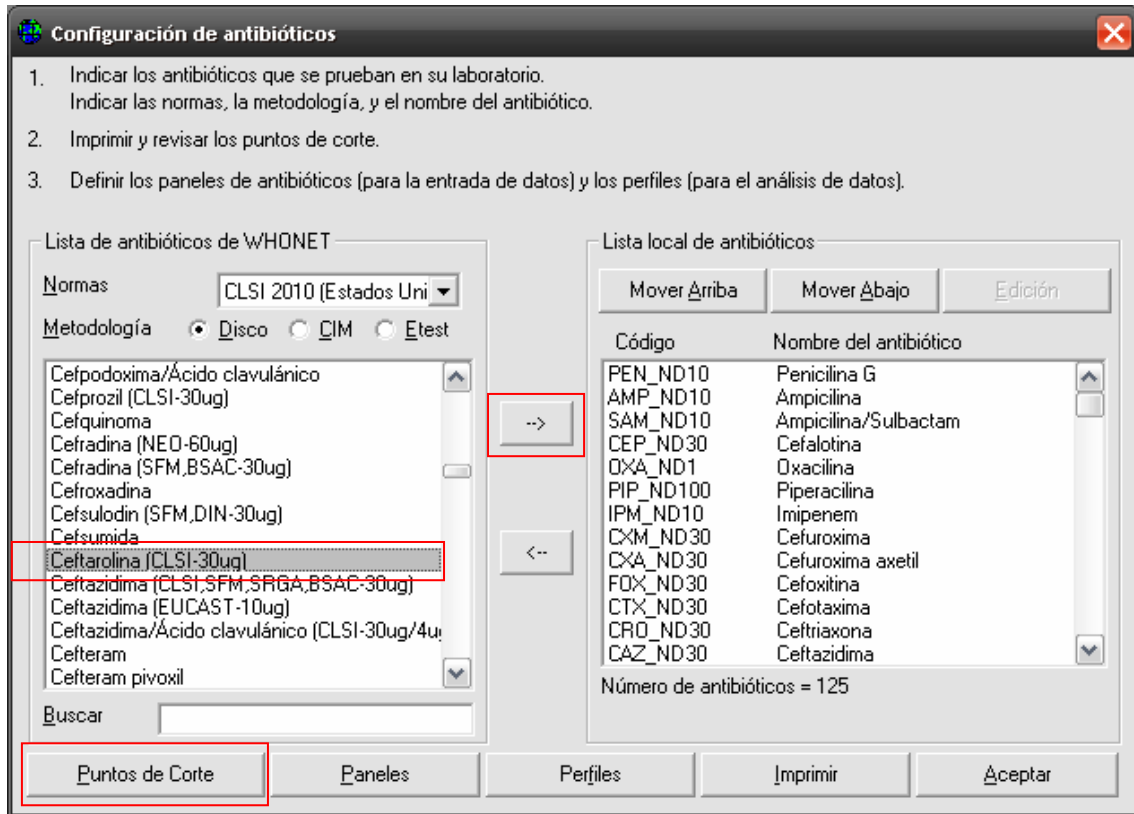 Configuración de antibióticos
1. Indicar los antibióticos que se prueban en su laboratorio.
Indicar las normas, la metodología, y el nombre del antibiótico.
2. Imprimir y revisar los puntos de corte.
3. Definir los paneles de antibióticos (para la entrada de datos) y los perfiles (para el análisis de datos).
Lista de antibióticos de WHONET
Normas CLSI 2010 (Estados Uni
Metodología Disco CIM Etest
Cefpodoxima/Ácido clavulánico
Cefprozil (CLSI-30ug)
Cefquinoma
Cefradina (NEO-60ug)
Cefradina (SFM,BSAC-30ug)
Cefroxadina
Cefsulodin (SFM,DIN-30ug)
Cefsumida
Ceftarolina (CLSI-30ug)
Ceftazidima (CLSI,SFM,SRGA,BSAC-30ug)
Ceftazidima (EUCAST-10ug)
Ceftazidima/Ácido clavulánico (CLSI-30ug/4u
Cefteram
Cefteram pivoxil
Buscar
-->
<--
Lista local de antibióticos
Mover Arriba Mover Abajo Edición
Código Nombre del antibiótico
PEN_ND10 Penicilina G
AMP_ND10 Ampicilina
SAM_ND10 Ampicilina/Sulbactam
CEP_ND30 Cefalotina
OXA_ND1 Oxacilina
PIP_ND100 Piperacilina
IPM_ND10 Imipenem
CXM_ND30 Cefuroxima
CXA_ND30 Cefuroxima axetil
FOX_ND30 Cefoxitina
CTX_ND30 Cefotaxima
CRO_ND30 Ceftriaxona
CAZ_ND30 Ceftazidima
Número de antibióticos = 125
Puntos de Corte Paneles Perfiles Imprimir Aceptar